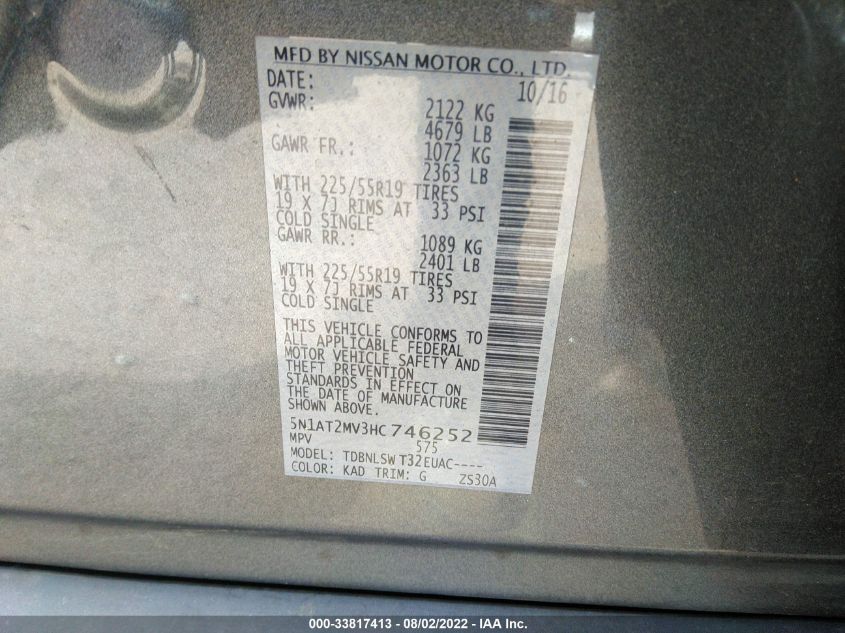 MFD BY NISSAN MOTOR CO., LTD.
DATE: 10/16
GVWR: 2122 KG
4679 LB
GAWR FR.: 1072 KG
2363 LB
WITH 225/55R19 TIRES
19 X 7J RIMS AT 33 PSI
COLD SINGLE
GAWR RR.: 1089 KG
2401 LB
WITH 225/55R19 TIRES
19 X 7J RIMS AT 33 PSI
COLD SINGLE
THIS VEHICLE CONFORMS TO
ALL APPLICABLE FEDERAL
MOTOR VEHICLE SAFETY AND
THEFT PREVENTION
STANDARDS IN EFFECT ON
THE DATE OF MANUFACTURE
SHOWN ABOVE.
5N1AT2MV3HC746252
MPV 575
MODEL: TDBNLSW T32EUAC----
COLOR: KAD TRIM: G ZS30A
000-33817413 - 08/02/2022 - IAA Inc.